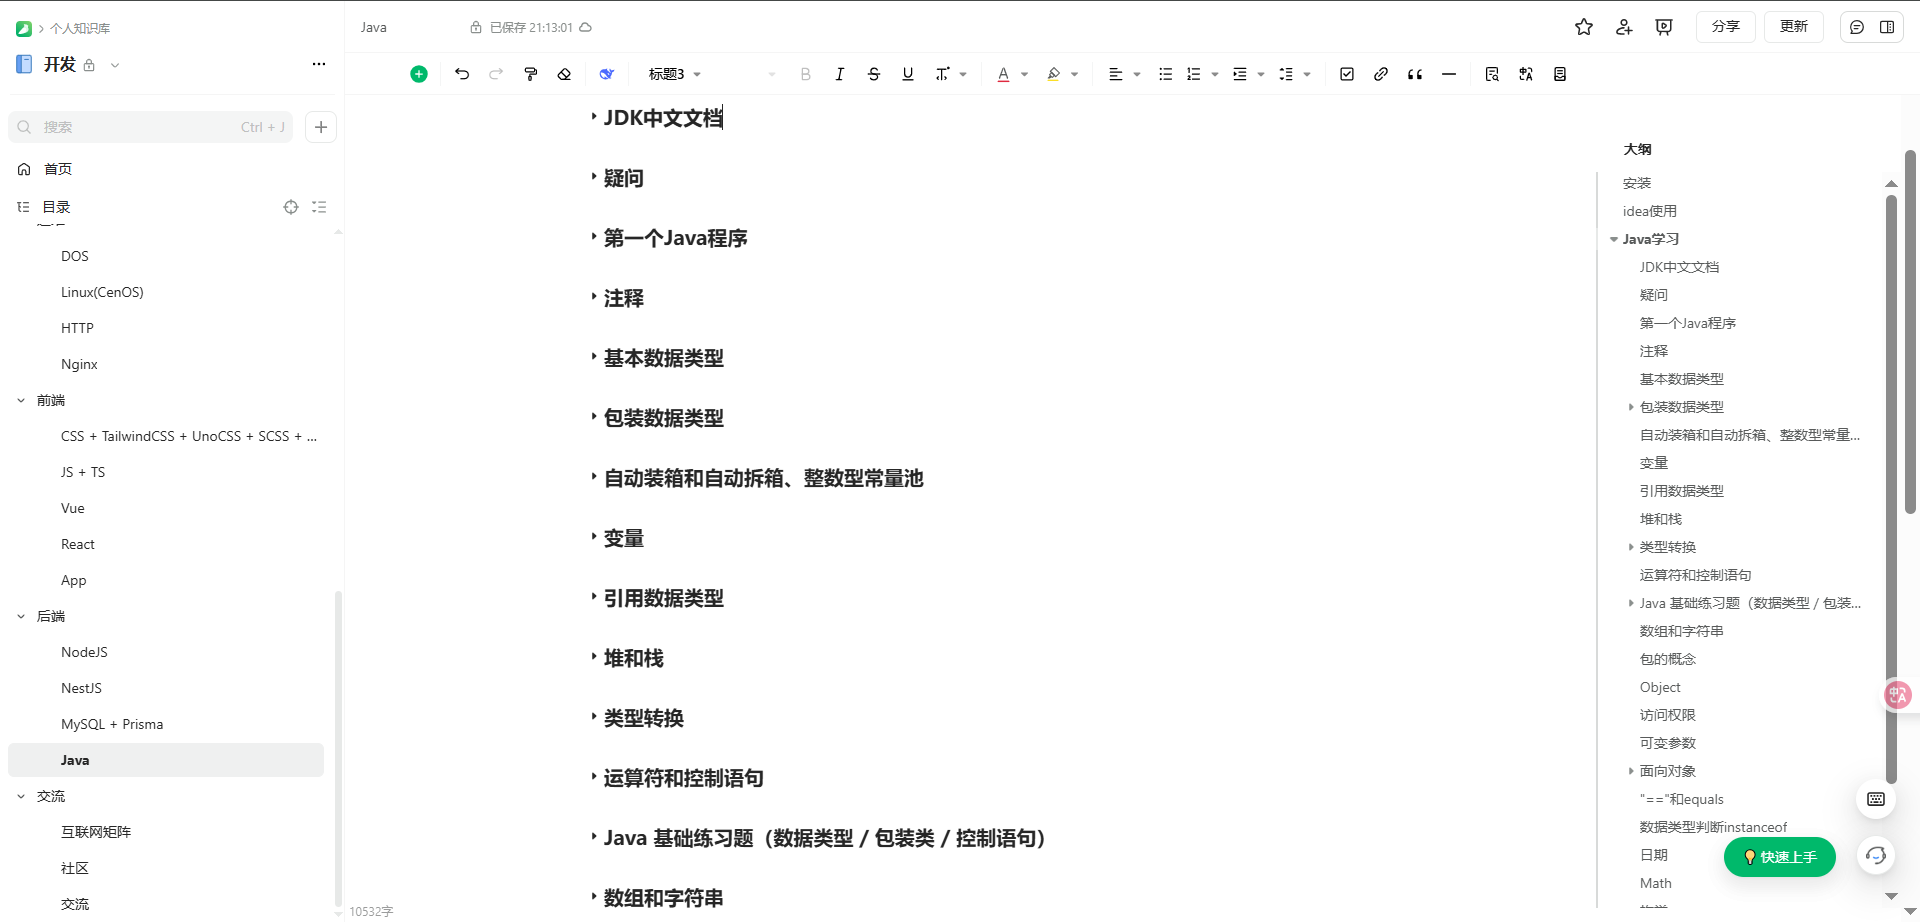 个人知识库
开发
搜索
Ctrl + J
首页
目录
DOS
Linux(CenOS)
HTTP
Nginx
前端
CSS + TailwindCSS + UnoCSS + SCSS + ...
JS + TS
Vue
React
App
后端
NodeJS
NestJS
MySQL + Prisma
Java
交流
互联网矩阵
社区
交流
Java
已保存 21:13:01
分享
更新
标题3
JDK中文文档
疑问
第一个Java程序
注释
基本数据类型
包装数据类型
自动装箱和自动拆箱、整数型常量池
变量
引用数据类型
堆和栈
类型转换
运算符和控制语句
Java 基础练习题（数据类型 / 包装类 / 控制语句）
数组和字符串
10532字
大纲
安装
idea使用
Java学习
JDK中文文档
疑问
第一个Java程序
注释
基本数据类型
包装数据类型
自动装箱和自动拆箱、整数型常量...
变量
引用数据类型
堆和栈
类型转换
运算符和控制语句
Java 基础练习题（数据类型 / 包装...
数组和字符串
包的概念
Object
访问权限
可变参数
面向对象
"=="和equals
数据类型判断instanceof
日期
Math
快速上手